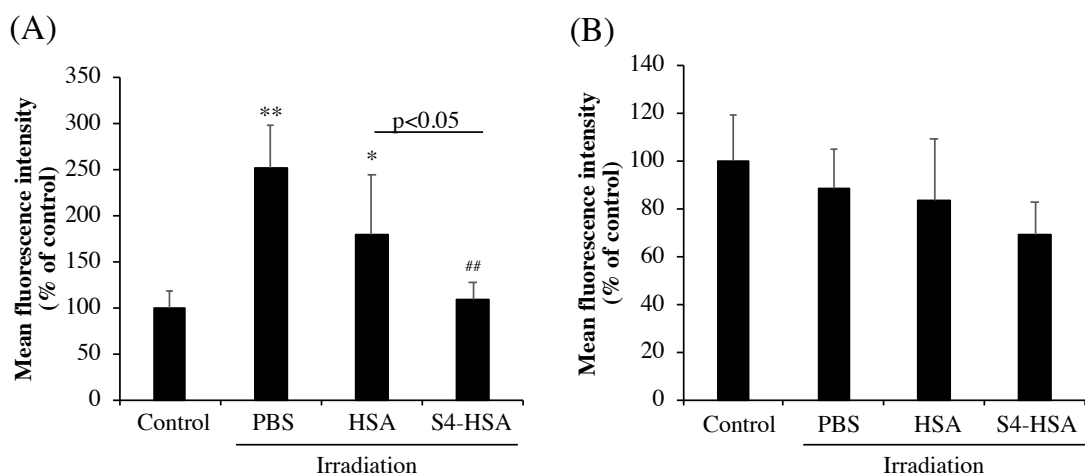 (A)
Mean fluorescence intensity
(% of control)
350
300
250
200
150
100
50
0
**
*
p<0.05
##
Control PBS HSA S4-HSA
Irradiation
(B)
Mean fluorescence intensity
(% of control)
140
120
100
80
60
40
20
0
Control PBS HSA S4-HSA
Irradiation